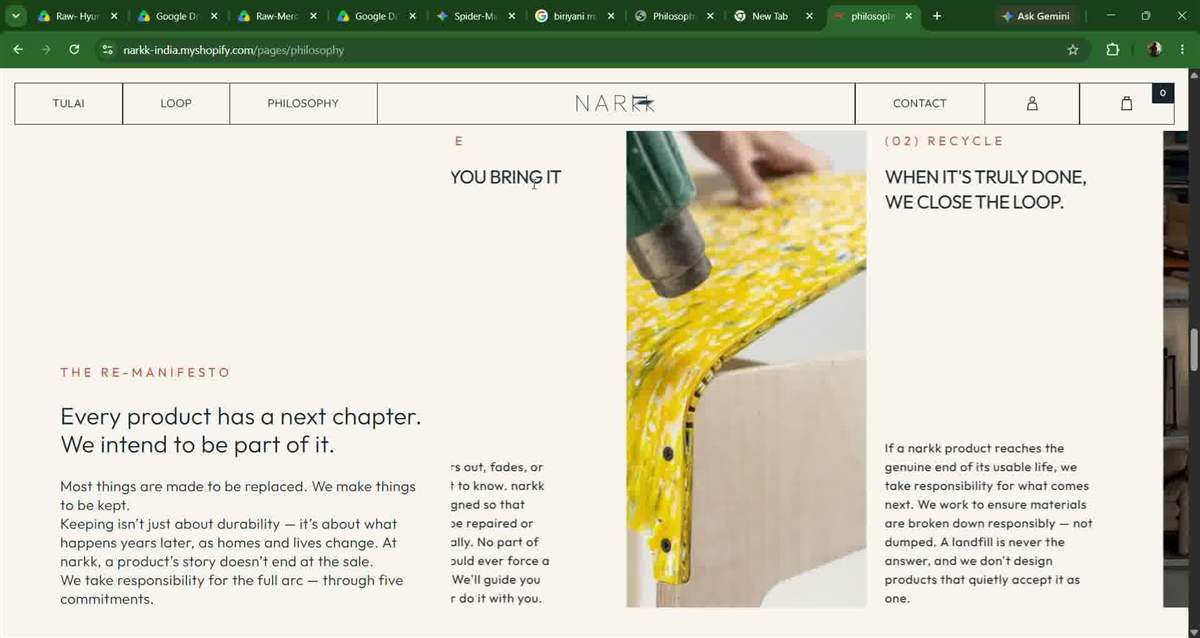 Raw- Hyun
Google Dr
Raw-Merc
Google Dr
Spider-Ma
biriyani m
Philosoph
New Tab
philosoph
Ask Gemini
narkk-india.myshopify.com/pages/philosophy
TULAI
LOOP
PHILOSOPHY
NARKK
CONTACT
0
THE RE-MANIFESTO
Every product has a next chapter.
We intend to be part of it.
Most things are made to be replaced. We make things
to be kept.
Keeping isn't just about durability — it's about what
happens years later, as homes and lives change. At
narkk, a product's story doesn't end at the sale.
We take responsibility for the full arc — through five
commitments.
E
YOU BRING IT
rs out, fades, or
t to know. narkk
gned so that
be repaired or
ally. No part of
ould ever force a
We'll guide you
r do it with you.
(02) RECYCLE
WHEN IT'S TRULY DONE,
WE CLOSE THE LOOP.
If a narkk product reaches the
genuine end of its usable life, we
take responsibility for what comes
next. We work to ensure materials
are broken down responsibly — not
dumped. A landfill is never the
answer, and we don't design
products that quietly accept it as
one.